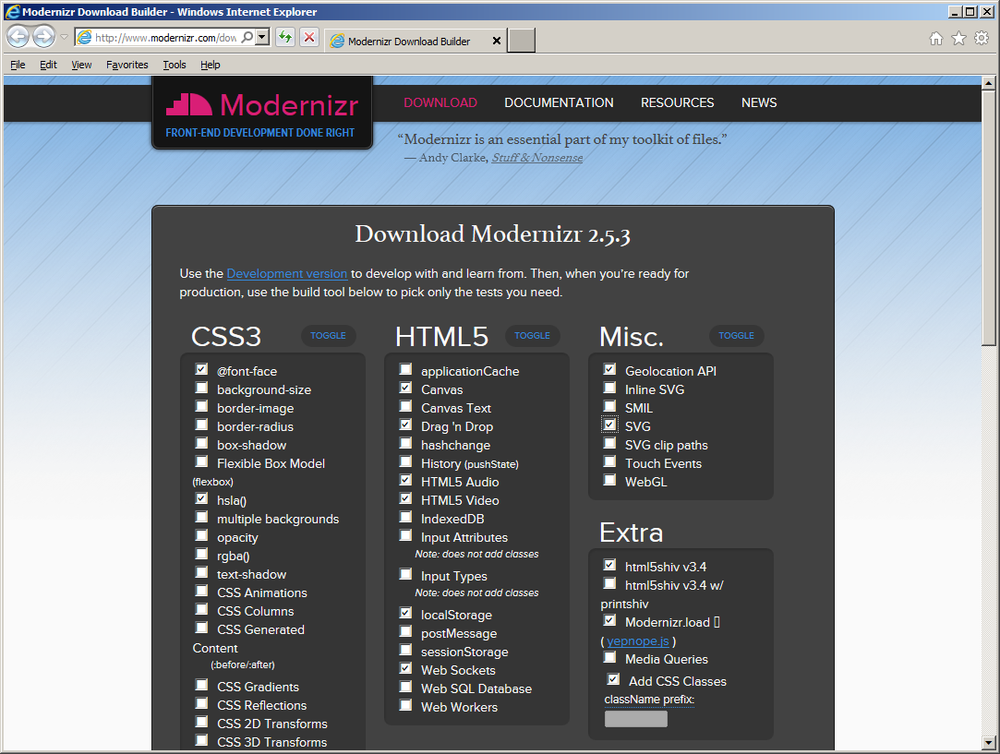 Modernizr Download Builder - Windows Internet Explorer
http://www.modernizr.com/dow
Modernizr Download Builder
File Edit View Favorites Tools Help
Modernizr
FRONT-END DEVELOPMENT DONE RIGHT
DOWNLOAD DOCUMENTATION RESOURCES NEWS
“Modernizr is an essential part of my toolkit of files.”
— Andy Clarke, Stuff & Nonsense
Download Modernizr 2.5.3
Use the Development version to develop with and learn from. Then, when you’re ready for
production, use the build tool below to pick only the tests you need.
CSS3 TOGGLE
@font-face
background-size
border-image
border-radius
box-shadow
Flexible Box Model
(flexbox)
hsla()
multiple backgrounds
opacity
rgba()
text-shadow
CSS Animations
CSS Columns
CSS Generated
Content
(:before/:after)
CSS Gradients
CSS Reflections
CSS 2D Transforms
CSS 3D Transforms
HTML5 TOGGLE
applicationCache
Canvas
Canvas Text
Drag 'n Drop
hashchange
History (pushState)
HTML5 Audio
HTML5 Video
IndexedDB
Input Attributes
Note: does not add classes
Input Types
Note: does not add classes
localStorage
postMessage
sessionStorage
Web Sockets
Web SQL Database
Web Workers
Misc. TOGGLE
Geolocation API
Inline SVG
SMIL
SVG
SVG clip paths
Touch Events
WebGL
Extra
html5shiv v3.4
html5shiv v3.4 w/
printshiv
Modernizr.load
( yepnope.js )
Media Queries
Add CSS Classes
className prefix: